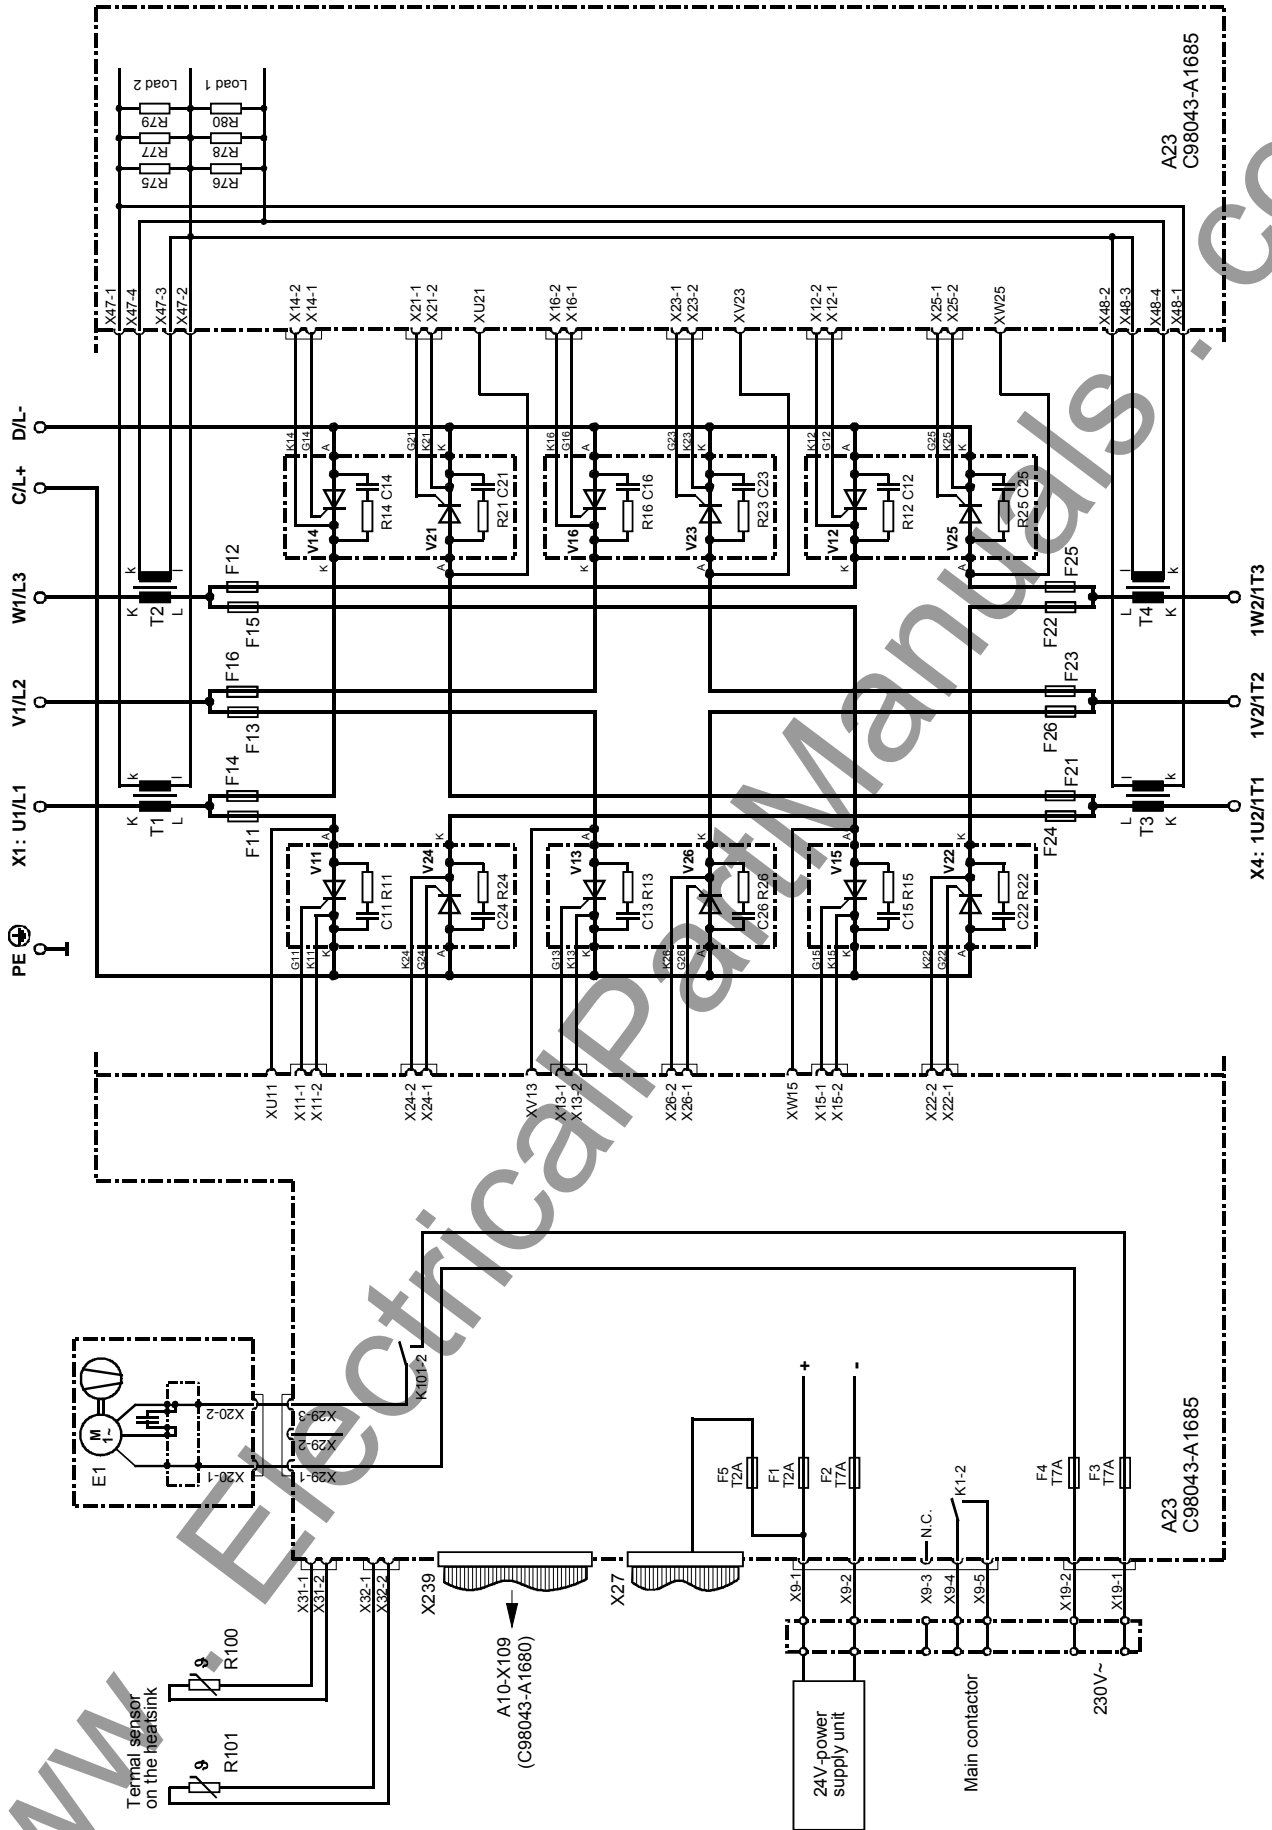 X1: U1/L1
V1/L2
W1/L3
C/L+
D/L-
PE
K
T1
L
k
l
K
T2
L
k
l
X47-1
X47-4
X47-3
X47-2
R75
R77
R79
Load 2
R76
R78
R80
Load 1
A23
C98043-A1685
F11
F14
F13
F16
F15
F12
X14-2
X14-1
X21-1
X21-2
XU21
X16-2
X16-1
X23-1
X23-2
XV23
X12-2
X12-1
X25-1
X25-2
XW25
X48-2
X48-3
X48-4
X48-1
K14
G14
A
V14
R14 C14
K
G21
K21
K
V21
R21 C21
A
K16
G16
A
V16
R16 C16
K
G23
K23
K
V23
R23 C23
A
K12
G12
A
V12
R12 C12
K
G25
K25
K
V25
R25 C25
A
V11
A
C11 R11
G11
K11
K
V24
K
C24 R24
K24
G24
A
V13
A
C13 R13
G13
K13
K
V26
K
C26 R26
K26
G26
A
V15
A
C15 R15
G15
K15
K
V22
K
C22 R22
K22
G22
A
F24
F21
F26
F23
F22
F25
L
T3
K
l
k
L
T4
K
l
k
X4: 1U2/1T1
1V2/1T2
1W2/1T3
XU11
X11-1
X11-2
X24-2
X24-1
XV13
X13-1
X13-2
X26-2
X26-1
XW15
X15-1
X15-2
X22-2
X22-1
E1
M
1~
X20-1
X20-2
X29-1
X29-2
X29-3
K101-2
Termal sensor
on the heatsink
R101
R100
ϑ
ϑ
X31-1
X31-2
X32-1
X32-2
X239
A10-X109
(C98043-A1680)
X27
F5
T2A
F1
T2A
F2
T7A
+
-
N.C.
K1-2
F4
T7A
F3
T7A
X9-1
X9-2
X9-3
X9-4
X9-5
X19-2
X19-1
24V-power
supply unit
Main contactor
230V~
A23
C98043-A1685
www . ElectricalPartManuals . co